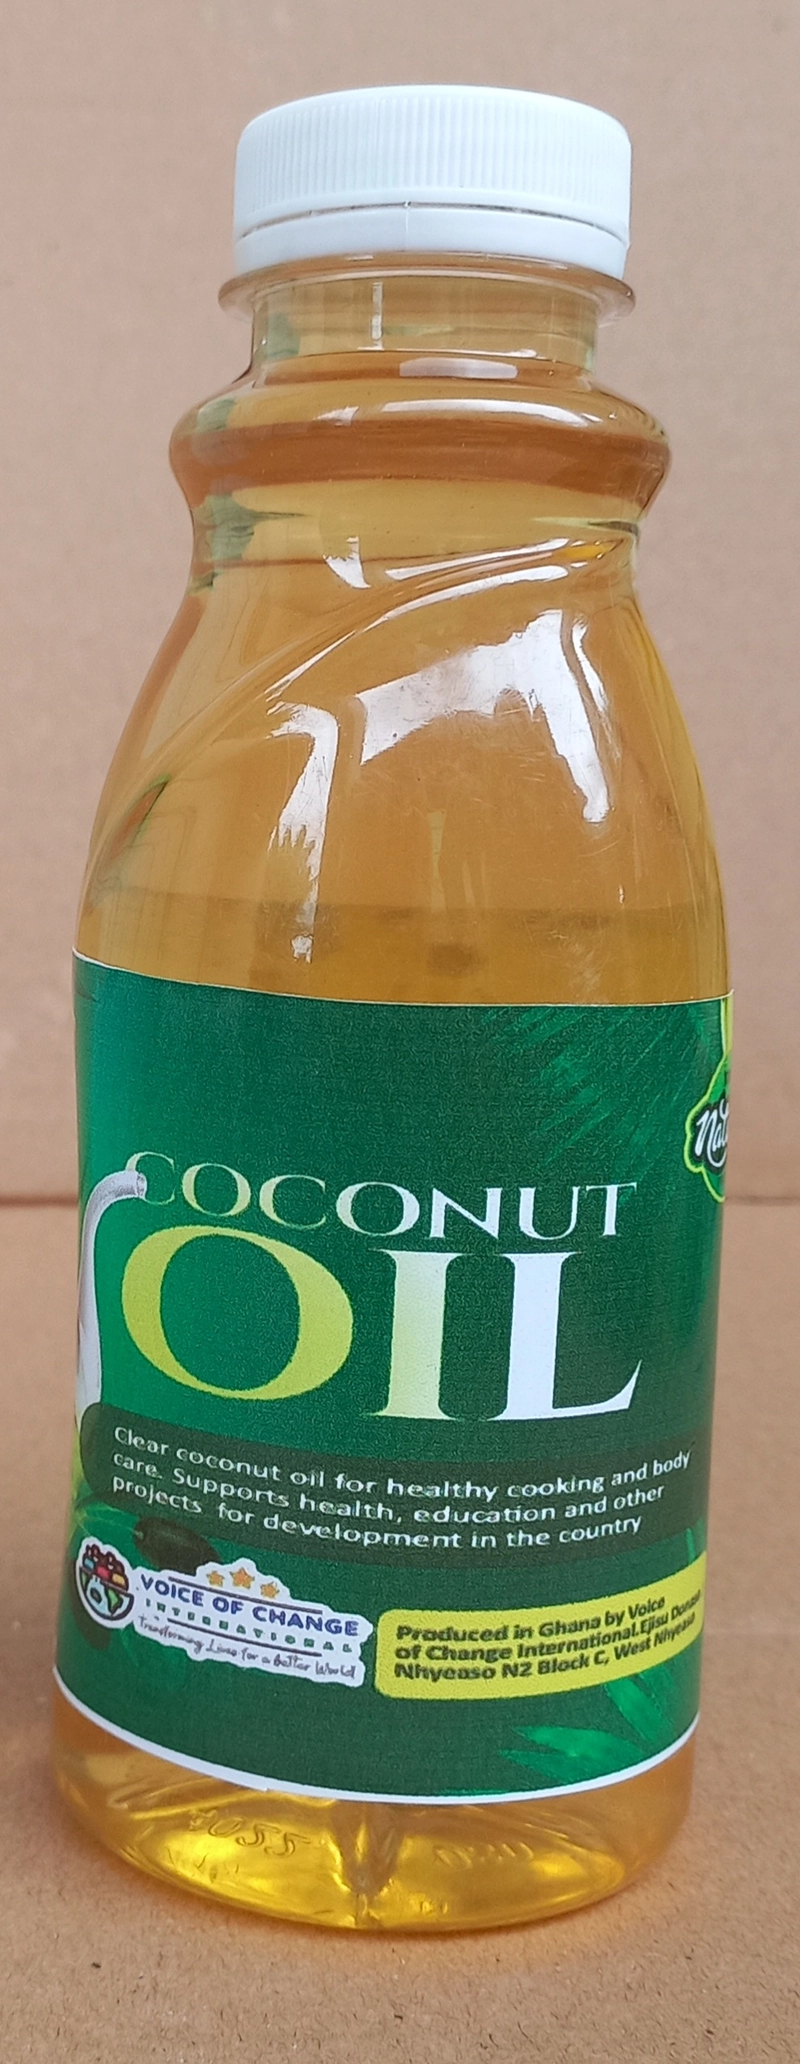 COCONUT
OIL
Clear coconut oil for healthy cooking and body
care. Supports health, education and other
projects for development in the country
VOICE OF CHANGE
INTERNATIONAL
Transforming Lives for a Better World
Produced in Ghana by Voice
of Change International.Ejisu
Nhyeaso N2 Block C, West Nhyeaso